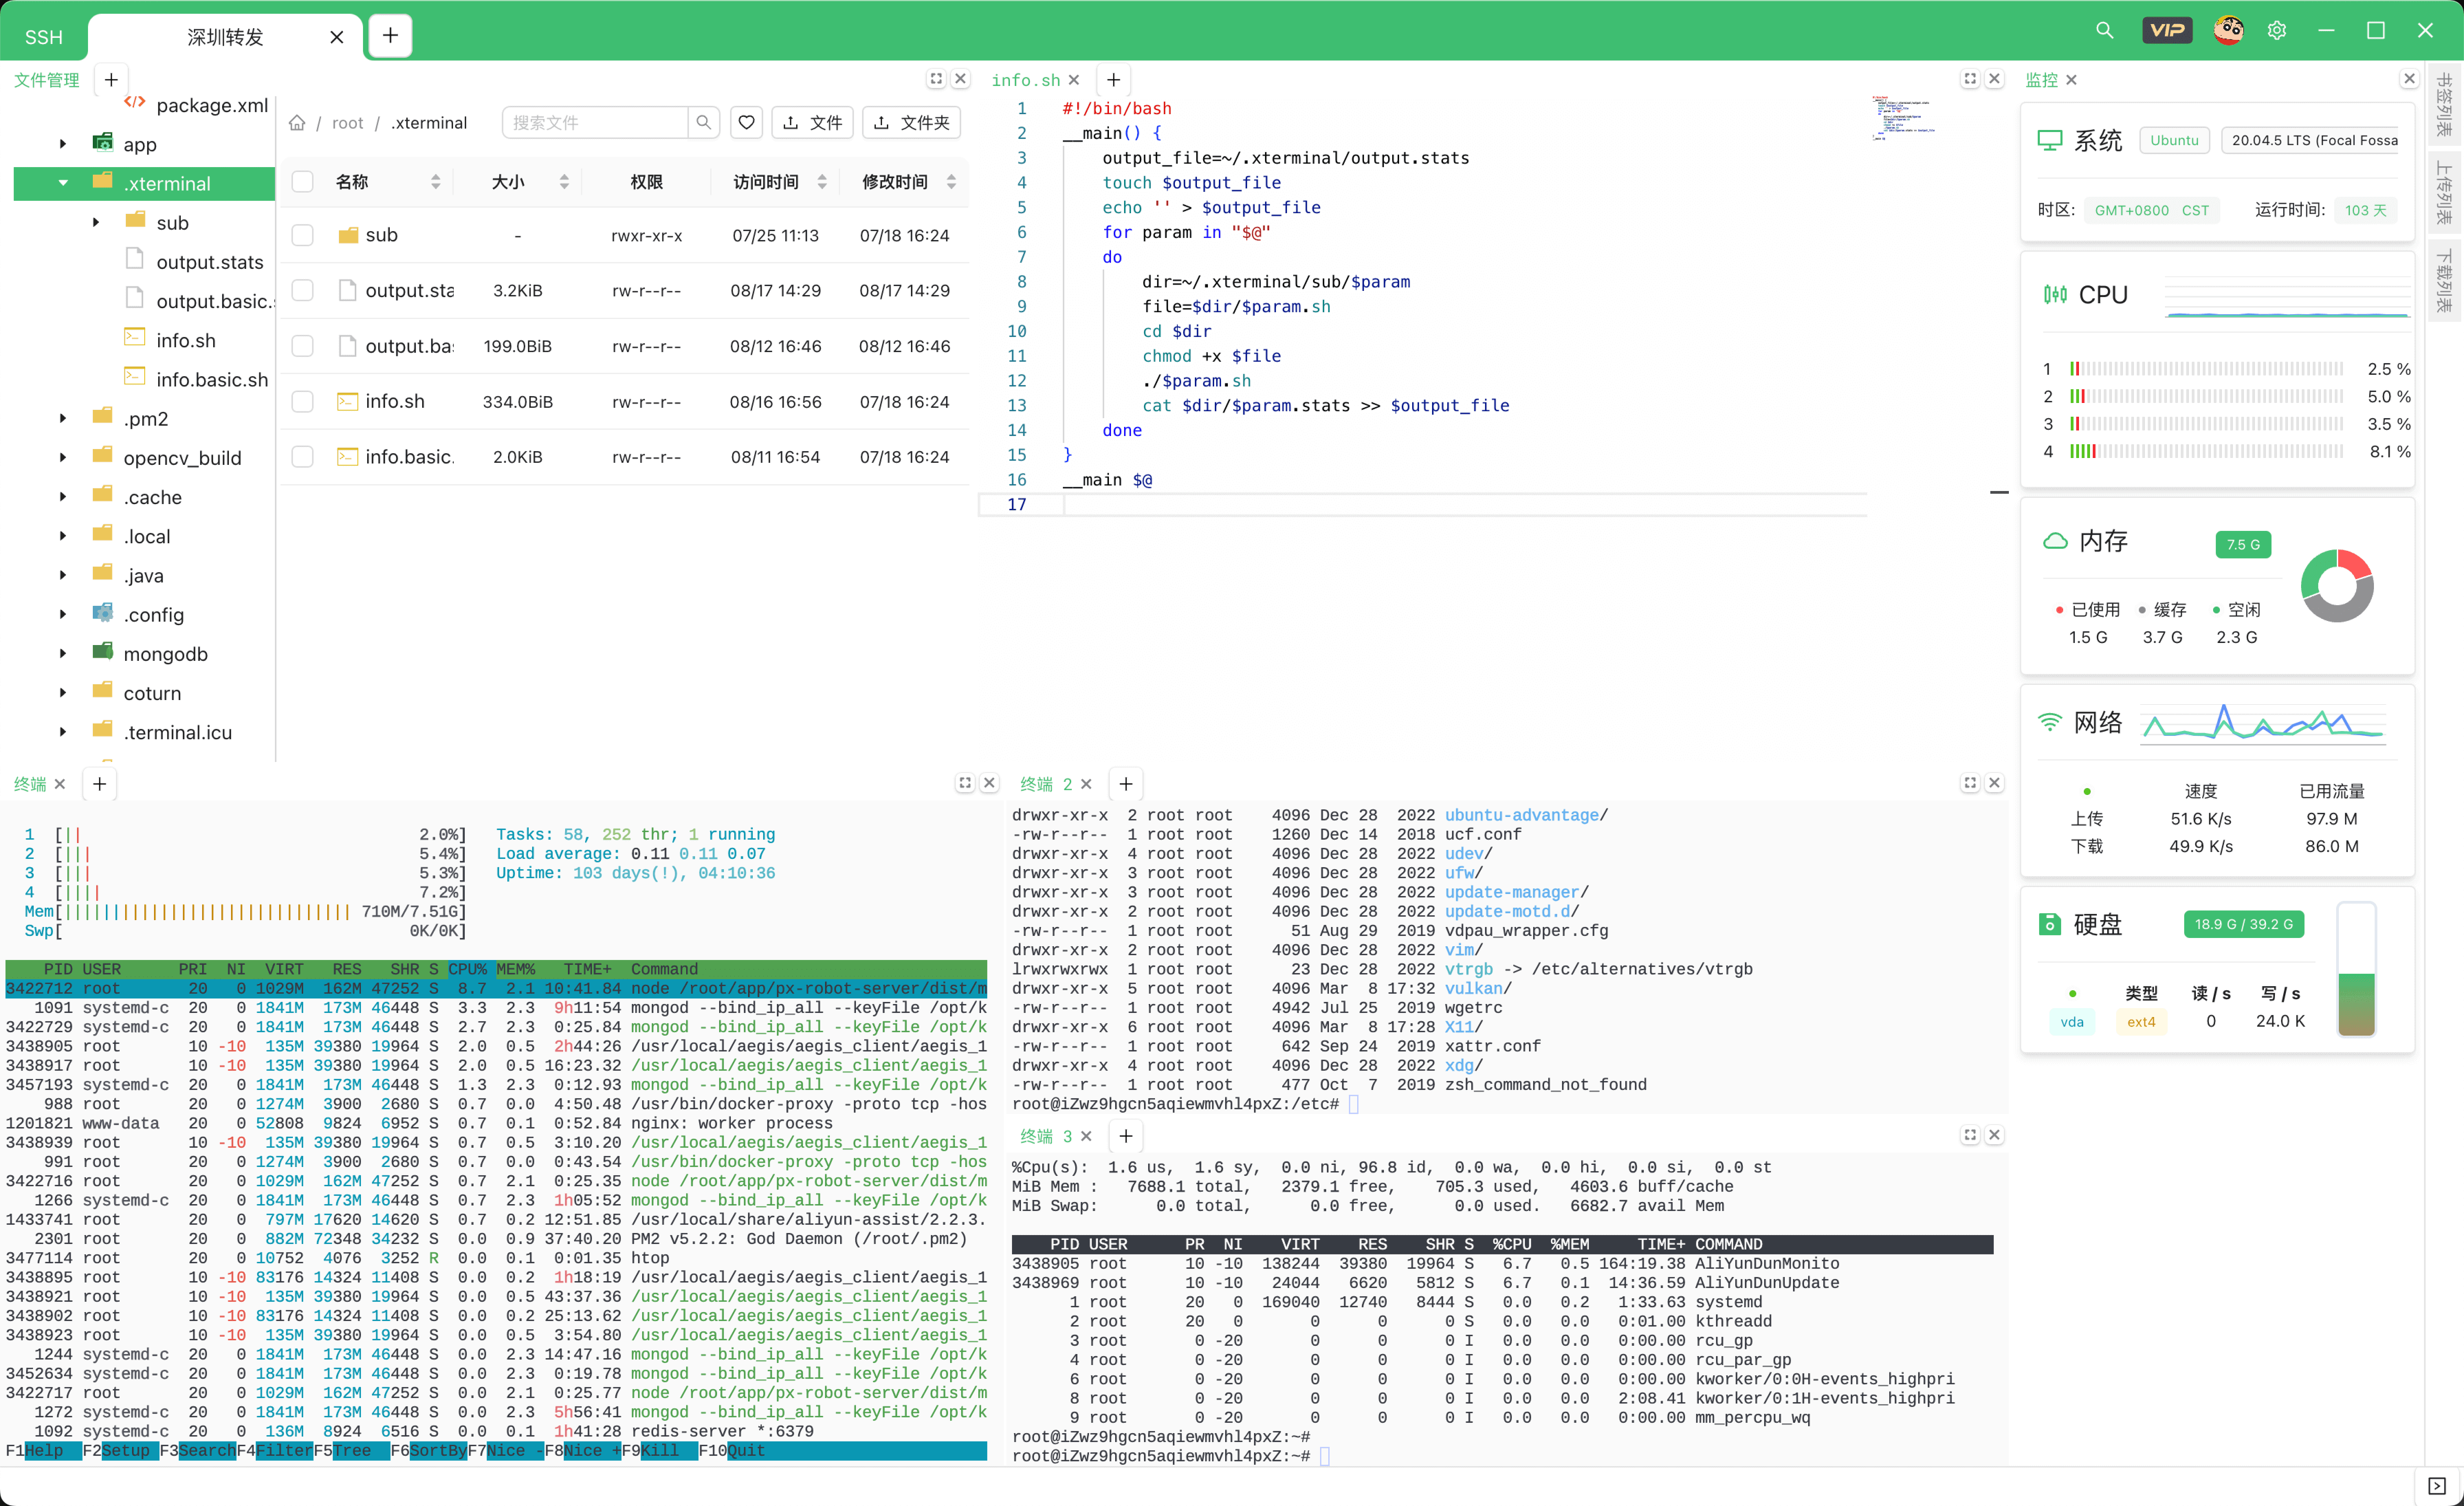 SSH
深圳转发
VIP
文件管理
package.xml
app
.xterminal
sub
output.stats
output.basic.
info.sh
info.basic.sh
.pm2
opencv_build
.cache
.local
.java
.config
mongodb
coturn
.terminal.icu
/ root / .xterminal
搜索文件
文件
文件夹
名称 大小 权限 访问时间 修改时间
sub - rwxr-xr-x 07/25 11:13 07/18 16:24
output.sta 3.2KiB rw-r--r-- 08/17 14:29 08/17 14:29
output.ba 199.0BiB rw-r--r-- 08/12 16:46 08/12 16:46
info.sh 334.0BiB rw-r--r-- 08/16 16:56 07/18 16:24
info.basic. 2.0KiB rw-r--r-- 08/11 16:54 07/18 16:24
info.sh
1 #!/bin/bash
2 __main() {
3 output_file=~/.xterminal/output.stats
4 touch $output_file
5 echo '' > $output_file
6 for param in "$@"
7 do
8 dir=~/.xterminal/sub/$param
9 file=$dir/$param.sh
10 cd $dir
11 chmod +x $file
12 ./$param.sh
13 cat $dir/$param.stats >> $output_file
14 done
15 }
16 __main $@
17
监控
系统 Ubuntu 20.04.5 LTS (Focal Fossa
时区: GMT+0800 CST 运行时间: 103 天
CPU
1 2.5 %
2 5.0 %
3 3.5 %
4 8.1 %
内存 7.5 G
已使用 缓存 空闲
1.5 G 3.7 G 2.3 G
网络
速度 已用流量
上传 51.6 K/s 97.9 M
下载 49.9 K/s 86.0 M
硬盘 18.9 G / 39.2 G
类型 读 / s 写 / s
vda ext4 0 24.0 K
书签列表
上传列表
下载列表
终端
1 [|| 2.0%] Tasks: 58, 252 thr; 1 running
2 [||| 5.4%] Load average: 0.11 0.11 0.07
3 [||| 5.3%] Uptime: 103 days(!), 04:10:36
4 [|||| 7.2%]
Mem[|||||||||||||||||||||||||||||| 710M/7.51G]
Swp[ 0K/0K]
PID USER PRI NI VIRT RES SHR S CPU% MEM% TIME+ Command
3422712 root 20 0 1029M 162M 47252 S 8.7 2.1 10:41.84 node /root/app/px-robot-server/dist/m
1091 systemd-c 20 0 1841M 173M 46448 S 3.3 2.3 9h11:54 mongod --bind_ip_all --keyFile /opt/k
3422729 systemd-c 20 0 1841M 173M 46448 S 2.7 2.3 0:25.84 mongod --bind_ip_all --keyFile /opt/k
3438905 root 10 -10 135M 39380 19964 S 2.0 0.5 2h44:26 /usr/local/aegis/aegis_client/aegis_1
3438917 root 10 -10 135M 39380 19964 S 2.0 0.5 16:23.32 /usr/local/aegis/aegis_client/aegis_1
3457193 systemd-c 20 0 1841M 173M 46448 S 1.3 2.3 0:12.93 mongod --bind_ip_all --keyFile /opt/k
988 root 20 0 1274M 3900 2680 S 0.7 0.0 4:50.48 /usr/bin/docker-proxy -proto tcp -hos
1201821 www-data 20 0 52808 9824 6952 S 0.7 0.1 0:52.84 nginx: worker process
3438939 root 10 -10 135M 39380 19964 S 0.7 0.5 3:10.20 /usr/local/aegis/aegis_client/aegis_1
991 root 20 0 1274M 3900 2680 S 0.7 0.0 0:43.54 /usr/bin/docker-proxy -proto tcp -hos
3422716 root 20 0 1029M 162M 47252 S 0.7 2.1 0:25.35 node /root/app/px-robot-server/dist/m
1266 systemd-c 20 0 1841M 173M 46448 S 0.7 2.3 1h05:52 mongod --bind_ip_all --keyFile /opt/k
1433741 root 20 0 797M 17620 14620 S 0.7 0.2 12:51.85 /usr/local/share/aliyun-assist/2.2.3.
2301 root 20 0 882M 72348 34232 S 0.0 0.9 37:40.20 PM2 v5.2.2: God Daemon (/root/.pm2)
3477114 root 20 0 10752 4076 3252 R 0.0 0.1 0:01.35 htop
3438895 root 10 -10 83176 14324 11408 S 0.0 0.2 1h18:19 /usr/local/aegis/aegis_client/aegis_1
3438921 root 10 -10 135M 39380 19964 S 0.0 0.5 43:37.36 /usr/local/aegis/aegis_client/aegis_1
3438902 root 10 -10 83176 14324 11408 S 0.0 0.2 25:13.62 /usr/local/aegis/aegis_client/aegis_1
3438923 root 10 -10 135M 39380 19964 S 0.0 0.5 3:54.80 /usr/local/aegis/aegis_client/aegis_1
1244 systemd-c 20 0 1841M 173M 46448 S 0.0 2.3 14:47.16 mongod --bind_ip_all --keyFile /opt/k
3452634 systemd-c 20 0 1841M 173M 46448 S 0.0 2.3 0:19.78 mongod --bind_ip_all --keyFile /opt/k
3422717 root 20 0 1029M 162M 47252 S 0.0 2.1 0:25.77 node /root/app/px-robot-server/dist/m
1272 systemd-c 20 0 1841M 173M 46448 S 0.0 2.3 5h56:41 mongod --bind_ip_all --keyFile /opt/k
1092 systemd-c 20 0 136M 8924 6516 S 0.0 0.1 1h41:28 redis-server *:6379
F1Help F2Setup F3SearchF4FilterF5Tree F6SortByF7Nice -F8Nice +F9Kill F10Quit
终端 2
drwxr-xr-x 2 root root 4096 Dec 28 2022 ubuntu-advantage/
-rw-r--r-- 1 root root 1260 Dec 14 2018 ucf.conf
drwxr-xr-x 4 root root 4096 Dec 28 2022 udev/
drwxr-xr-x 3 root root 4096 Dec 28 2022 ufw/
drwxr-xr-x 3 root root 4096 Dec 28 2022 update-manager/
drwxr-xr-x 2 root root 4096 Dec 28 2022 update-motd.d/
-rw-r--r-- 1 root root 51 Aug 29 2019 vdpau_wrapper.cfg
drwxr-xr-x 2 root root 4096 Dec 28 2022 vim/
lrwxrwxrwx 1 root root 23 Dec 28 2022 vtrgb -> /etc/alternatives/vtrgb
drwxr-xr-x 5 root root 4096 Mar 8 17:32 vulkan/
-rw-r--r-- 1 root root 4942 Jul 25 2019 wgetrc
drwxr-xr-x 6 root root 4096 Mar 8 17:28 X11/
-rw-r--r-- 1 root root 642 Sep 24 2019 xattr.conf
drwxr-xr-x 4 root root 4096 Dec 28 2022 xdg/
-rw-r--r-- 1 root root 477 Oct 7 2019 zsh_command_not_found
root@iZwz9hgcn5aqiewmvhl4pxZ:/etc#
终端 3
%Cpu(s): 1.6 us, 1.6 sy, 0.0 ni, 96.8 id, 0.0 wa, 0.0 hi, 0.0 si, 0.0 st
MiB Mem : 7688.1 total, 2379.1 free, 705.3 used, 4603.6 buff/cache
MiB Swap: 0.0 total, 0.0 free, 0.0 used. 6682.7 avail Mem
PID USER PR NI VIRT RES SHR S %CPU %MEM TIME+ COMMAND
3438905 root 10 -10 138244 39380 19964 S 6.7 0.5 164:19.38 AliYunDunMonito
3438969 root 10 -10 24044 6620 5812 S 6.7 0.1 14:36.59 AliYunDunUpdate
1 root 20 0 169040 12740 8444 S 0.0 0.2 1:33.63 systemd
2 root 20 0 0 0 0 S 0.0 0.0 0:01.00 kthreadd
3 root 0 -20 0 0 0 I 0.0 0.0 0:00.00 rcu_gp
4 root 0 -20 0 0 0 I 0.0 0.0 0:00.00 rcu_par_gp
6 root 0 -20 0 0 0 I 0.0 0.0 0:00.00 kworker/0:0H-events_highpri
8 root 0 -20 0 0 0 I 0.0 0.0 2:08.41 kworker/0:1H-events_highpri
9 root 0 -20 0 0 0 I 0.0 0.0 0:00.00 mm_percpu_wq
root@iZwz9hgcn5aqiewmvhl4pxZ:~#
root@iZwz9hgcn5aqiewmvhl4pxZ:~#